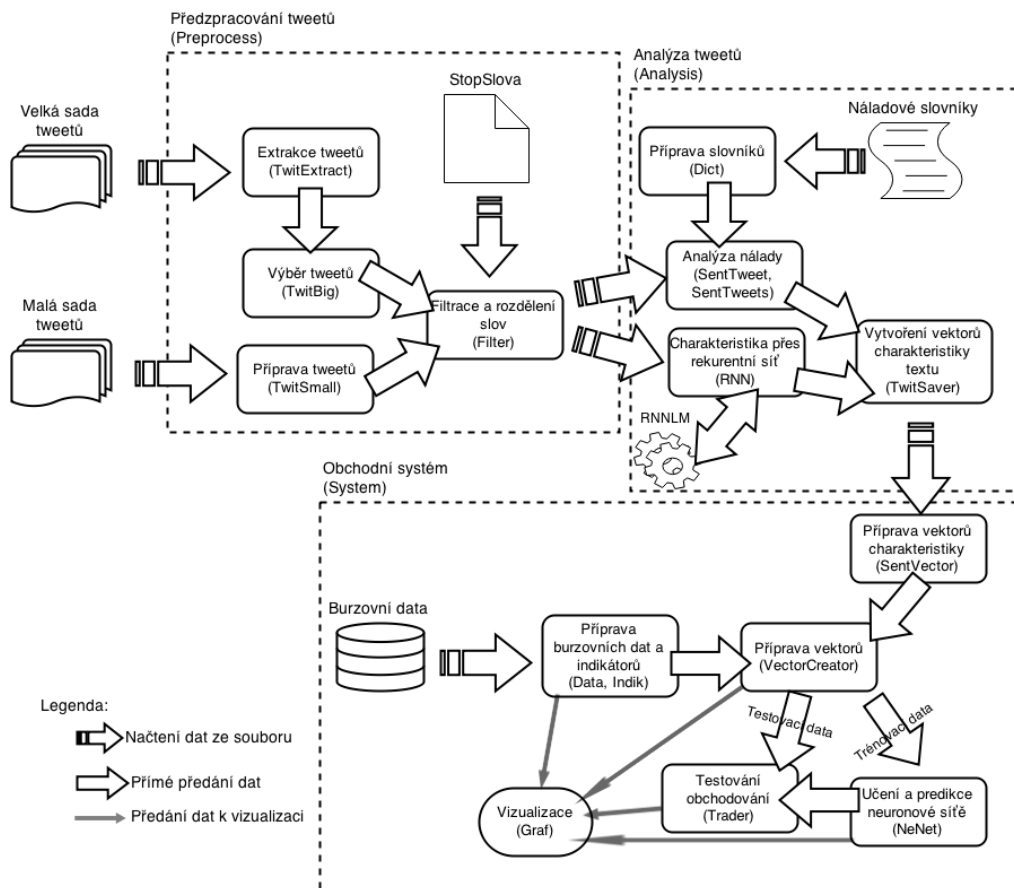 Předzpracování tweetů
(Preprocess)
Analýza tweetů
(Analysis)
Velká sada
tweetů
StopSlova
Náladové slovníky
Extrakce tweetů
(TwitExtract)
Příprava slovníků
(Dict)
Výběr tweetů
(TwitBig)
Analýza nálady
(SentTweet,
SentTweets)
Malá sada
tweetů
Filtrace a rozdělení
slov
(Filter)
Příprava tweetů
(TwitSmall)
Charakteristika přes
rekurentní síť
(RNN)
Vytvoření vektorů
charakteristiky
textu
(TwitSaver)
RNNLM
Obchodní systém
(System)
Příprava vektorů
charakteristiky
(SentVector)
Burzovní data
Příprava
burzovních dat a
indikátorů
(Data, Indik)
Příprava vektorů
(VectorCreator)
Testovací data
Trénovací data
Legenda:
Načtení dat ze souboru
Přímé předání dat
Předání dat k vizualizaci
Vizualizace
(Graf)
Testování
obchodování
(Trader)
Učení a predikce
neuronové síťě
(NeNet)